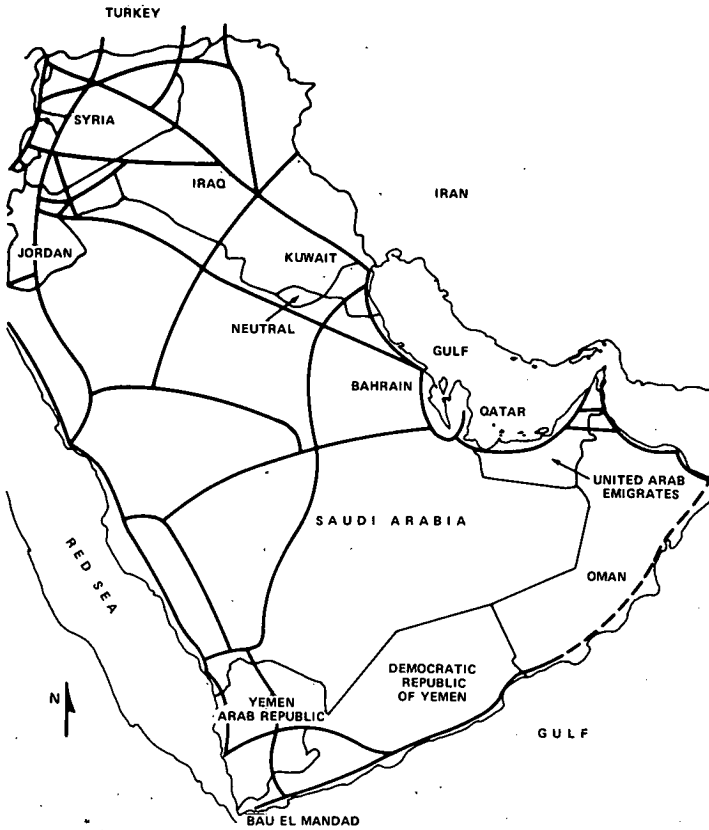 TURKEY
SYRIA
IRAQ
IRAN
JORDAN
KUWAIT
NEUTRAL
GULF
BAHRAIN
QATAR
UNITED ARAB
EMIGRATES
SAUDI ARABIA
RED SEA
OMAN
DEMOCRATIC
REPUBLIC
OF YEMEN
N
YEMEN
ARAB REPUBLIC
GULF
BAU EL MANDAD